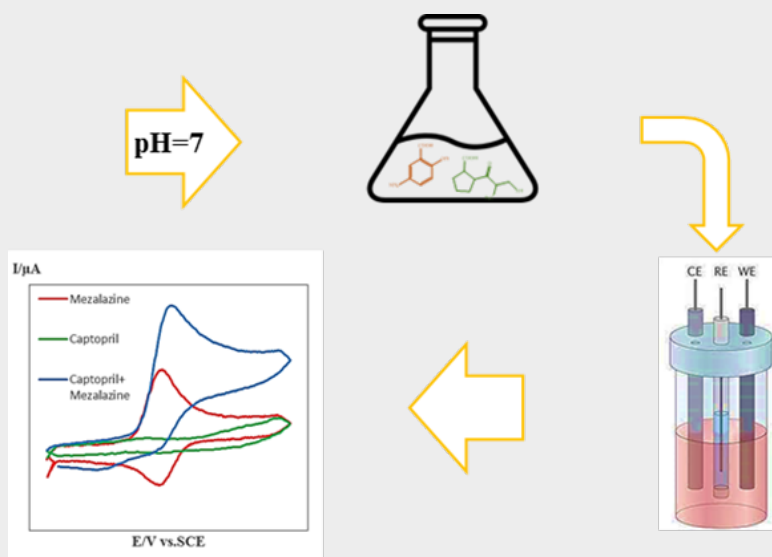 pH=7
CE RE WE
I/µA
Mezalazine
Captopril
Captopril+
Mezalazine
E/V vs.SCE